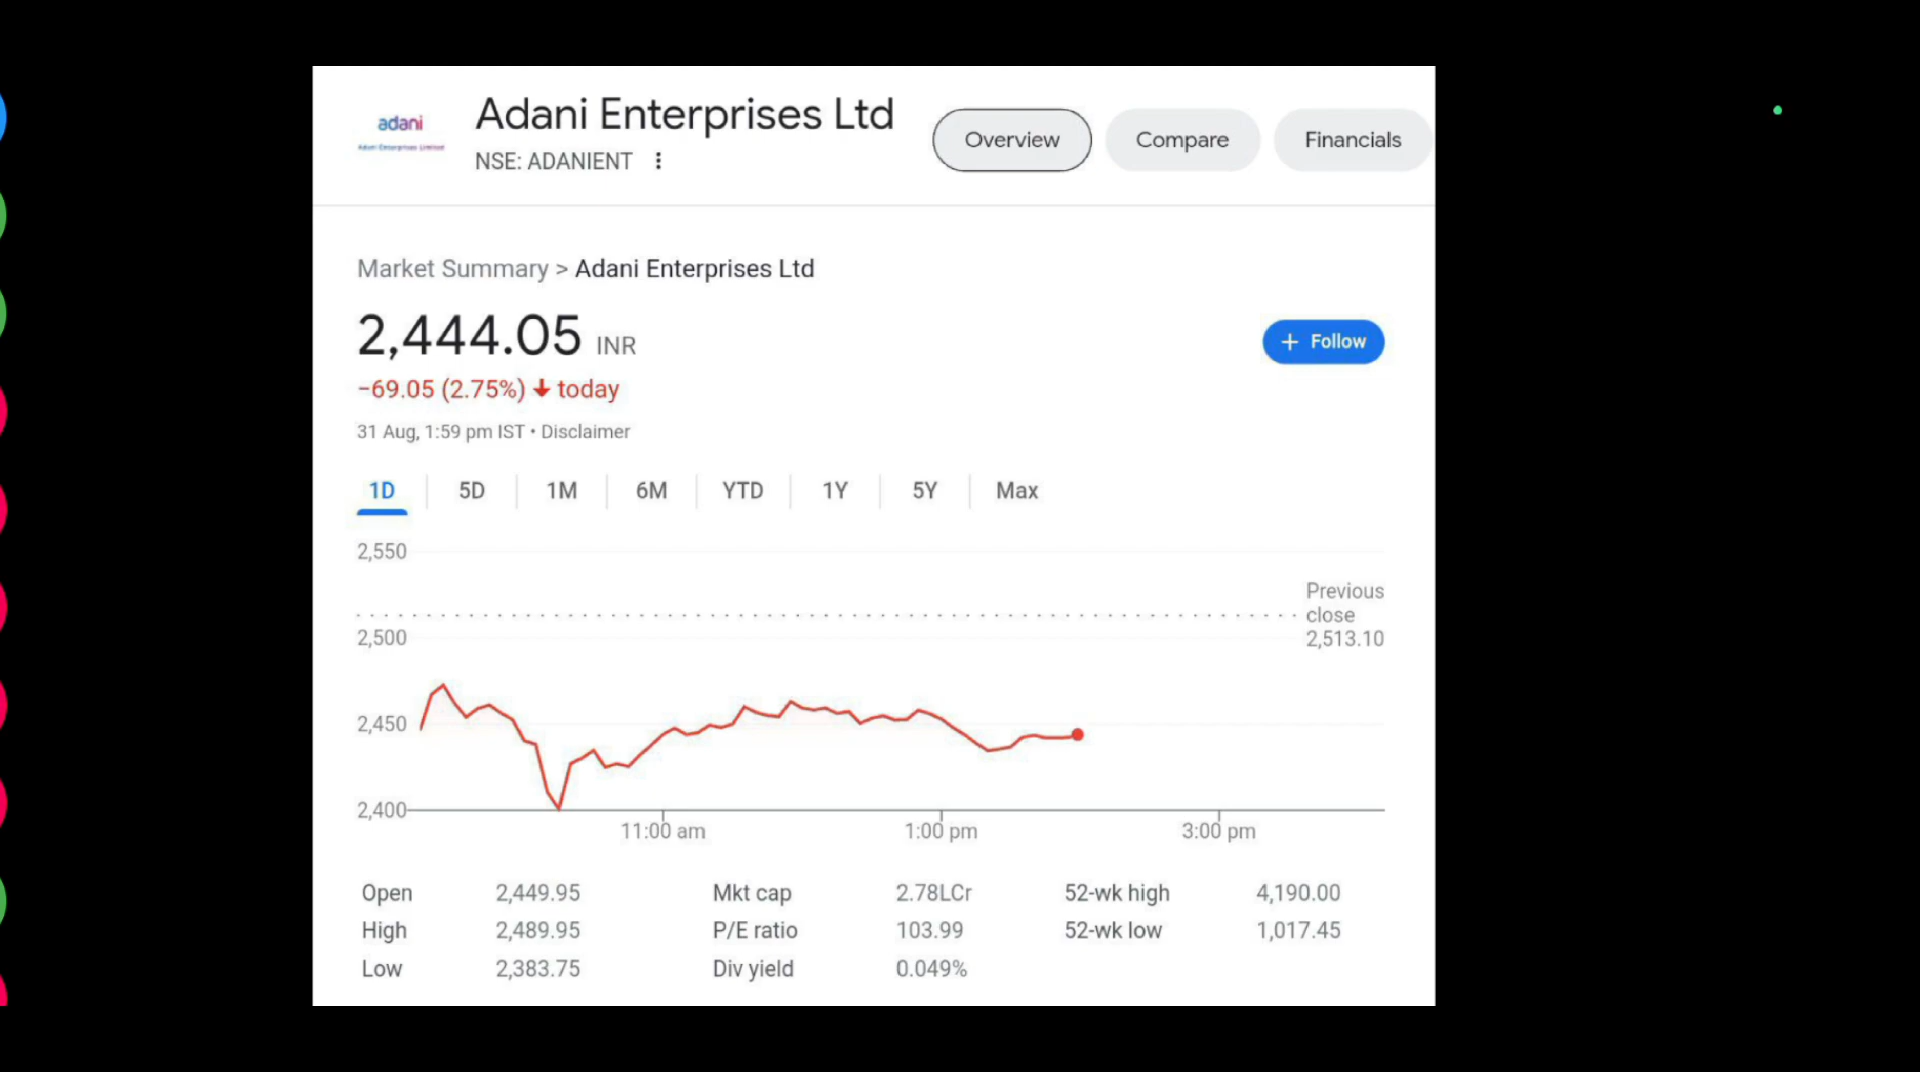 adani
Adani Enterprises Limited
Adani Enterprises Ltd
NSE: ADANIENT
Overview
Compare
Financials
Market Summary > Adani Enterprises Ltd
2,444.05 INR
+ Follow
−69.05 (2.75%) ↓ today
31 Aug, 1:59 pm IST • Disclaimer
1D 5D 1M 6M YTD 1Y 5Y Max
2,550
Previous
close
2,513.10
2,500
2,450
2,400
11:00 am 1:00 pm 3:00 pm
Open 2,449.95 Mkt cap 2.78LCr 52-wk high 4,190.00
High 2,489.95 P/E ratio 103.99 52-wk low 1,017.45
Low 2,383.75 Div yield 0.049%